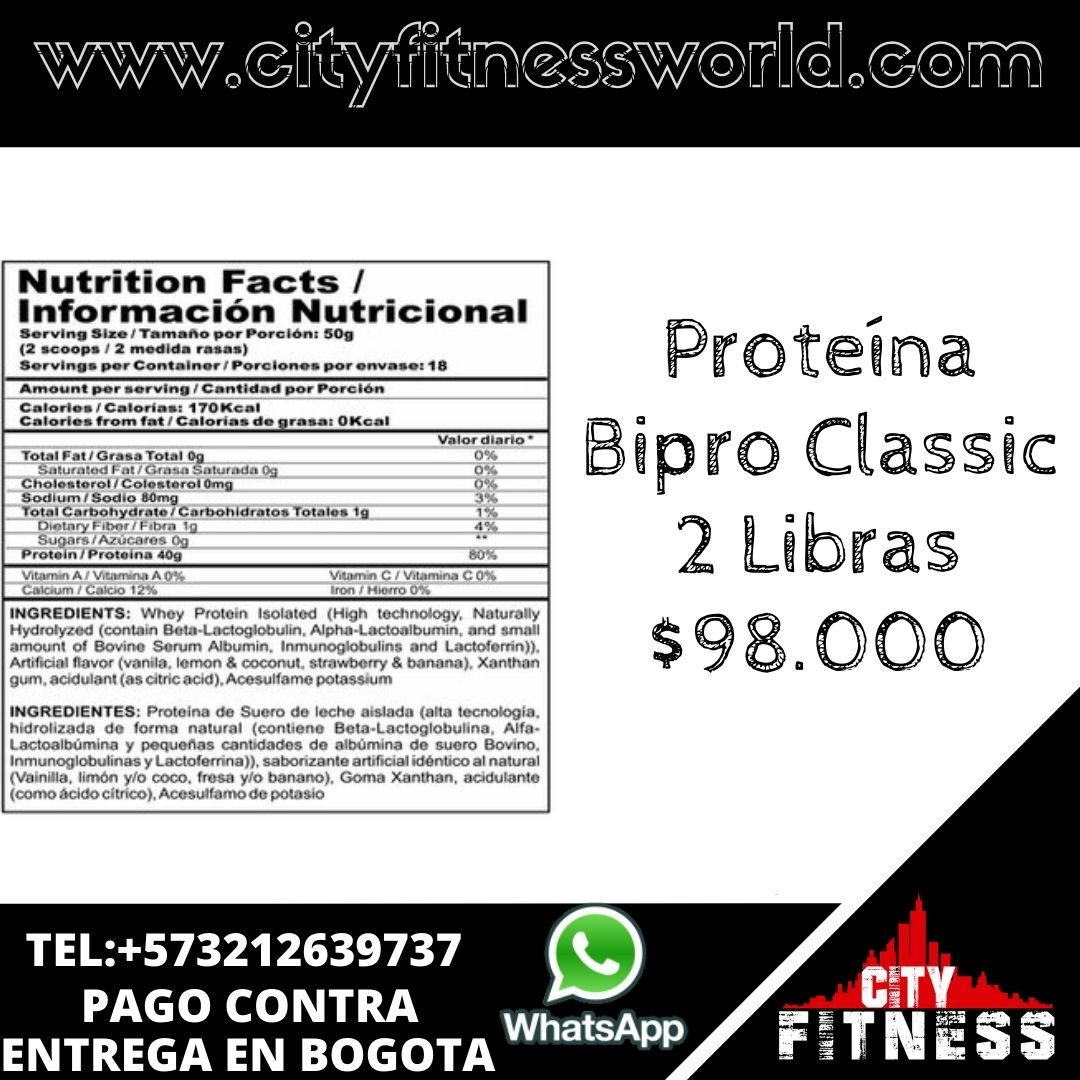 www.cityfitnessworld.com
Nutrition Facts /
Información Nutricional
Serving Size / Tamaño por Porción: 50g
(2 scoops / 2 medida rasas)
Servings per Container / Porciones por envase: 18
Amount per serving / Cantidad por Porción
Calories / Calorías: 170Kcal
Calories from fat / Calorías de grasa: 0Kcal
Valor diario *
Total Fat / Grasa Total 0g 0%
Saturated Fat / Grasa Saturada 0g 0%
Cholesterol / Colesterol 0mg 0%
Sodium / Sodio 80mg 3%
Total Carbohydrate / Carbohidratos Totales 1g 1%
Dietary Fiber / Fibra 1g 4%
Sugars / Azúcares 0g **
Protein / Proteina 40g 80%
Vitamin A / Vitamina A 0% Vitamin C / Vitamina C 0%
Calcium / Calcio 12% Iron / Hierro 0%
INGREDIENTS: Whey Protein Isolated (High technology, Naturally
Hydrolyzed (contain Beta-Lactoglobulin, Alpha-Lactoalbumin, and small
amount of Bovine Serum Albumin, Inmunoglobulins and Lactoferrin)),
Artificial flavor (vanila, lemon & coconut, strawberry & banana), Xanthan
gum, acidulant (as citric acid), Acesulfame potassium
INGREDIENTES: Proteina de Suero de leche aislada (alta tecnología,
hidrolizada de forma natural (contiene Beta-Lactoglobulina, Alfa-
Lactoalbúmina y pequeñas cantidades de albúmina de suero Bovino,
Inmunoglobulinas y Lactoferrina)), saborizante artificial idéntico al natural
(Vainilla, limón y/o coco, fresa y/o banano), Goma Xanthan, acidulante
(como ácido cítrico), Acesulfamo de potasio
Proteína
Bipro Classic
2 Libras
$98.000
TEL:+573212639737
PAGO CONTRA
ENTREGA EN BOGOTA
WhatsApp
CITY
FITNESS